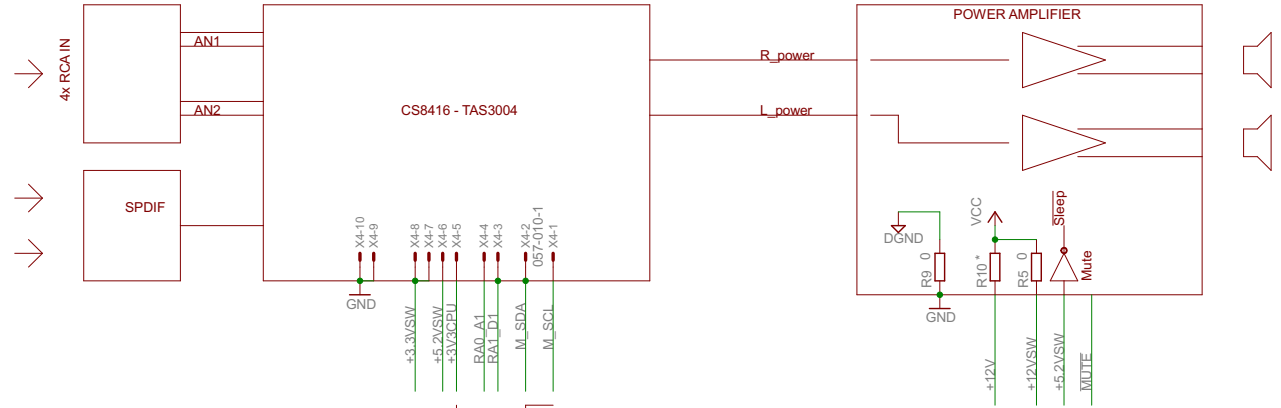 POWER AMPLIFIER
4x RCA IN
AN1
R_power
CS8416 - TAS3004
AN2
L_power
SPDIF
X4-10
X4-9
X4-8
X4-7
X4-6
X4-5
X4-4
X4-3
X4-2
057-010-1
X4-1
DGND
VCC
Sleep
R9 0
R10 *
R5 0
Mute
GND
GND
+3.3VSW
+5.2VSW
+3V3CPU
RA0_A1
RA1_D1
M_SDA
M_SCL
+12V
+12VSW
+5.2VSW
MUTE